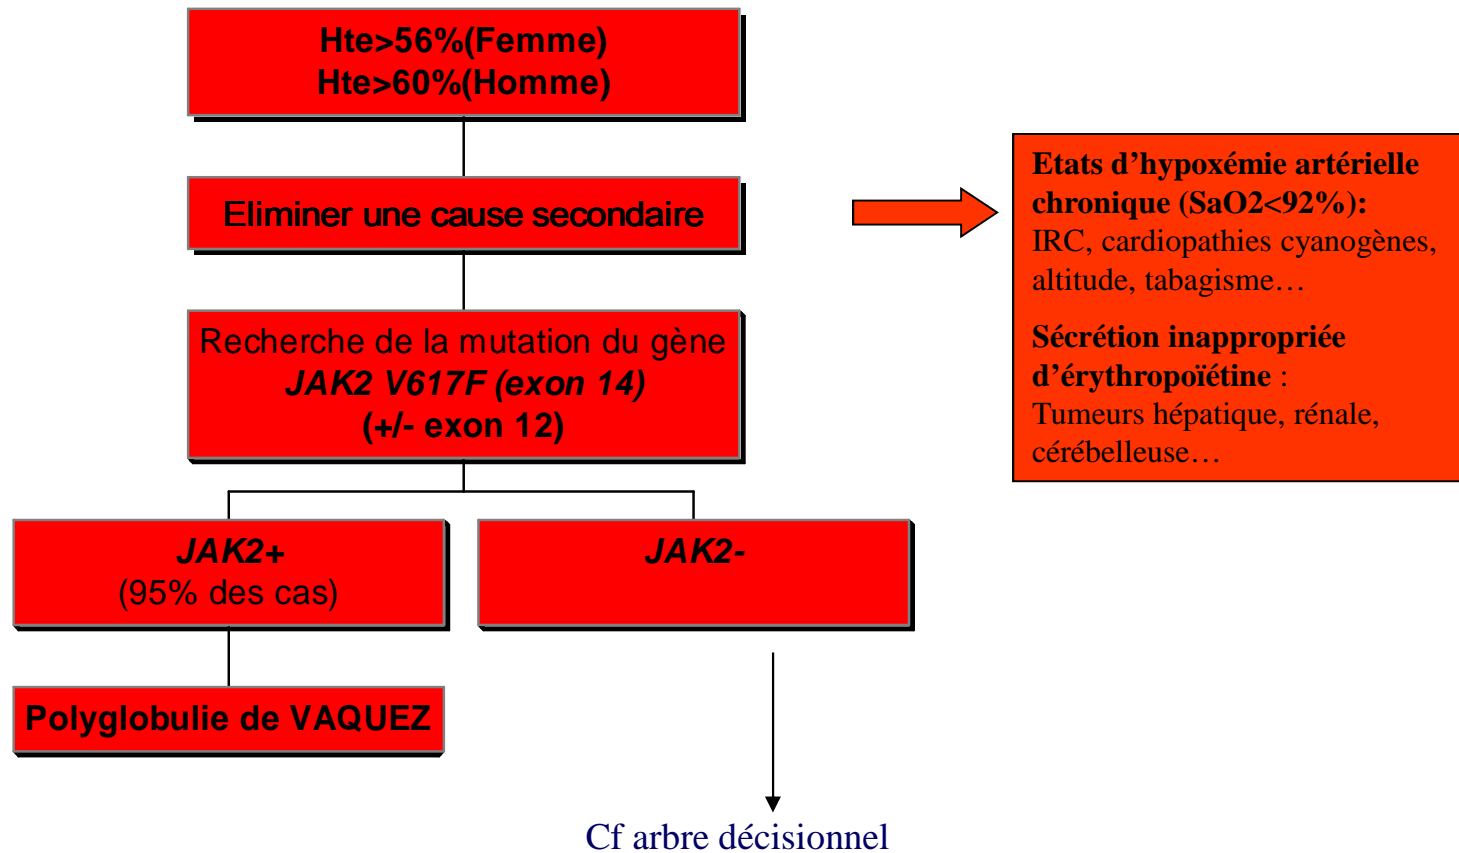 Hte>56%(Femme)
Hte>60%(Homme)
Eliminer une cause secondaire
Etats d’hypoxémie artérielle
chronique (SaO2<92%):
IRC, cardiopathies cyanogènes,
altitude, tabagisme…
Sécrétion inappropriée
d’érythropoïétine :
Tumeurs hépatique, rénale,
cérébelleuse…
Recherche de la mutation du gène
JAK2 V617F (exon 14)
(+/- exon 12)
JAK2+
(95% des cas)
JAK2-
Polyglobulie de VAQUEZ
Cf arbre décisionnel